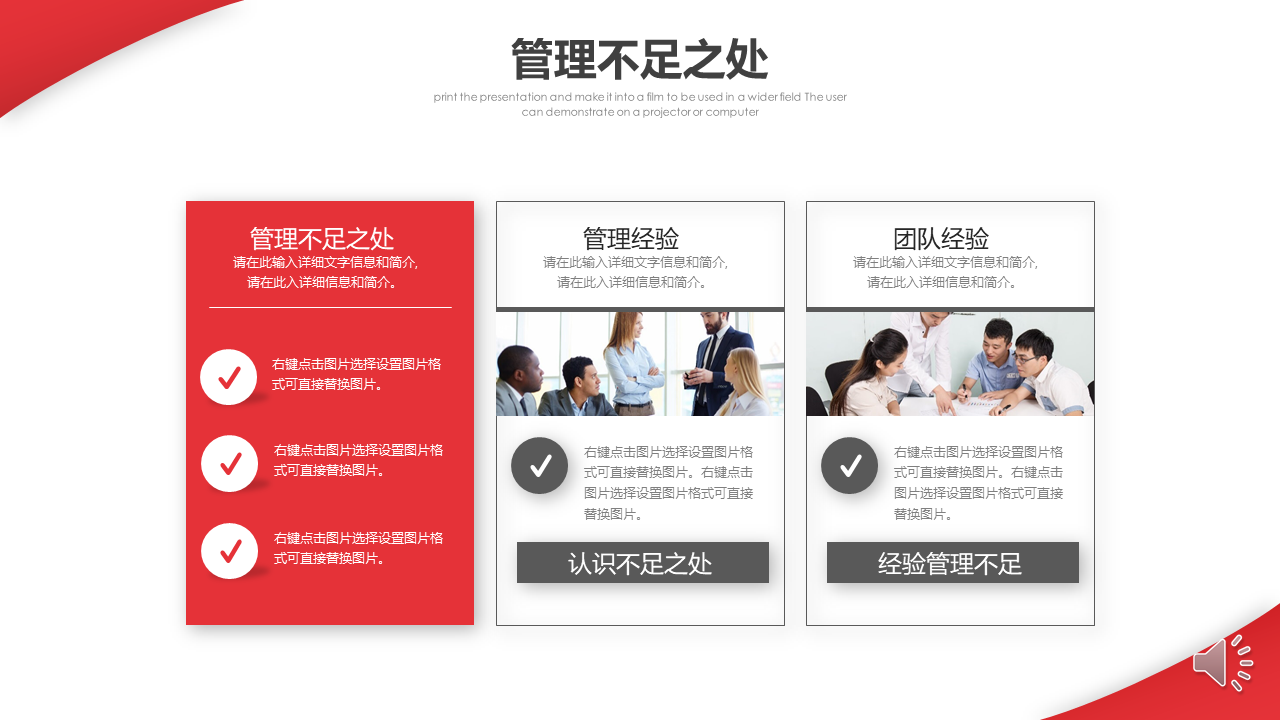 管理不足之处
print the presentation and make it into a film to be used in a wider field The user
can demonstrate on a projector or computer
管理不足之处
请在此输入详细文字信息和简介,
请在此入详细信息和简介。
右键点击图片选择设置图片格
式可直接替换图片。
右键点击图片选择设置图片格
式可直接替换图片。
右键点击图片选择设置图片格
式可直接替换图片。
管理经验
请在此输入详细文字信息和简介,
请在此入详细信息和简介。
右键点击图片选择设置图片格
式可直接替换图片。右键点击
图片选择设置图片格式可直接
替换图片。
认识不足之处
团队经验
请在此输入详细文字信息和简介,
请在此入详细信息和简介。
右键点击图片选择设置图片格
式可直接替换图片。右键点击
图片选择设置图片格式可直接
替换图片。
经验管理不足